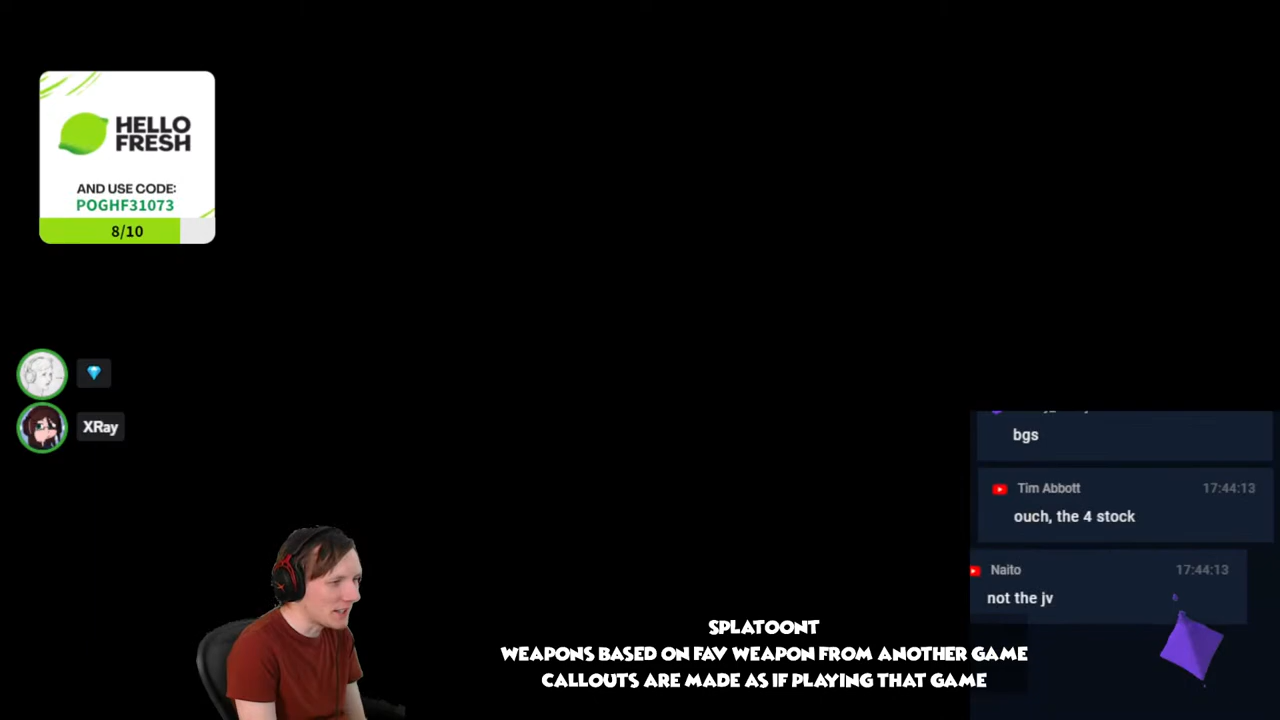 HELLO
FRESH
AND USE CODE:
POGHF31073
8/10
XRay
bgs
Tim Abbott 17:44:13
ouch, the 4 stock
Naito 17:44:13
not the jv
SPLATOONT
WEAPONS BASED ON FAV WEAPON FROM ANOTHER GAME
CALLOUTS ARE MADE AS IF PLAYING THAT GAME